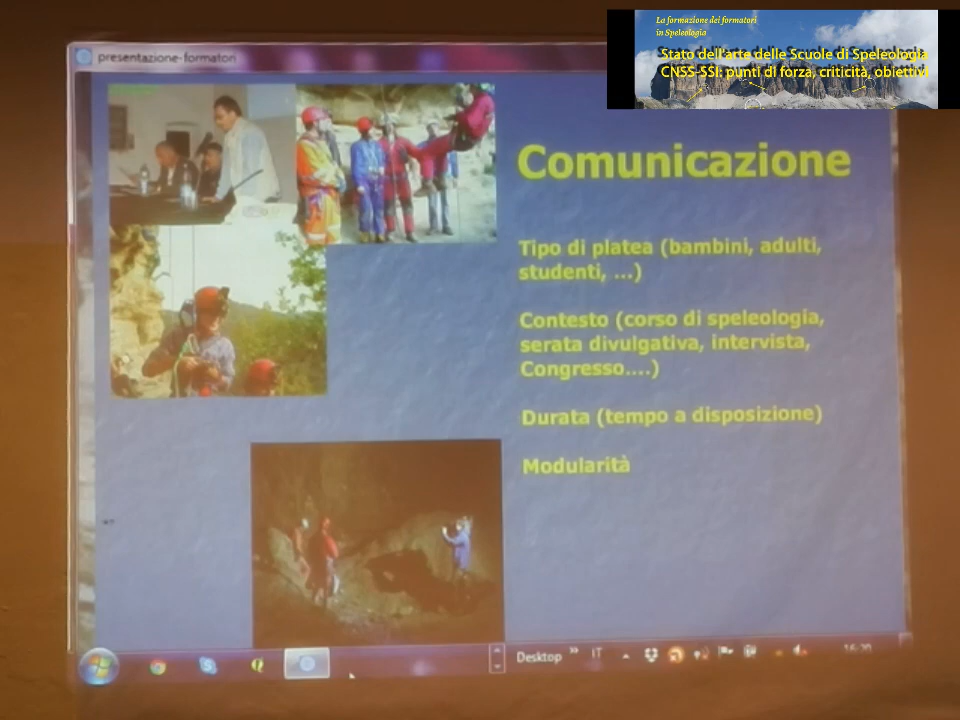 La formazione dei formatori
in Speleologia
Stato dell'arte delle Scuole di Speleologia
CNSS-SSI: punti di forza, criticità, obiettivi
presentazione-formatori
Comunicazione
Tipo di platea (bambini, adulti,
studenti, ...)
Contesto (corso di speleologia,
serata divulgativa, intervista,
Congresso....)
Durata (tempo a disposizione)
Modularità
Desktop
IT
16:20